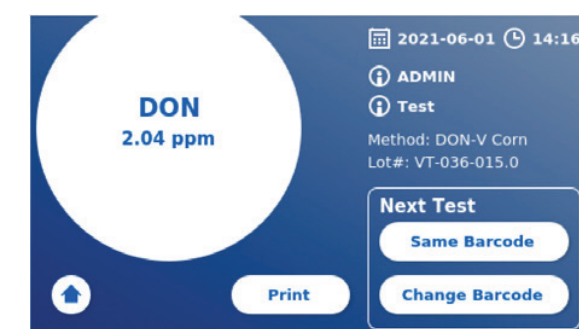 2021-06-01 14:16
ADMIN
Test
DON
2.04 ppm
Method: DON-V Corn
Lot#: VT-036-015.0
Next Test
Same Barcode
Print
Change Barcode